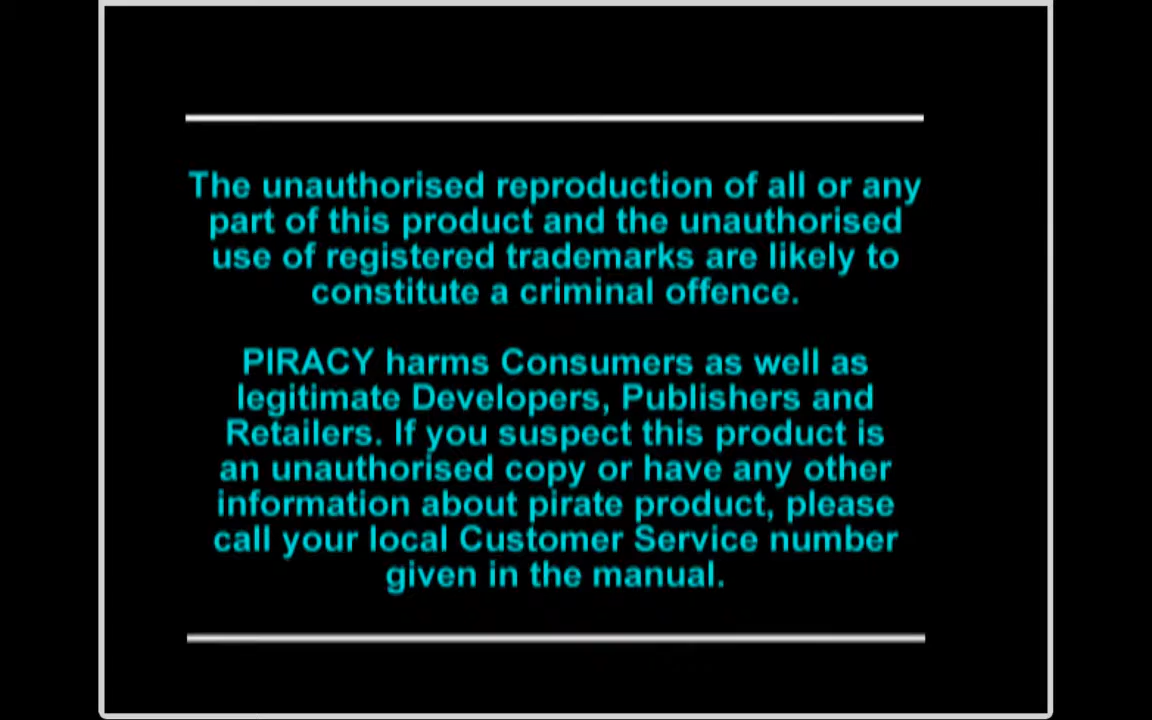 The unauthorised reproduction of all or any
part of this product and the unauthorised
use of registered trademarks are likely to
constitute a criminal offence.
PIRACY harms Consumers as well as
legitimate Developers, Publishers and
Retailers. If you suspect this product is
an unauthorised copy or have any other
information about pirate product, please
call your local Customer Service number
given in the manual.